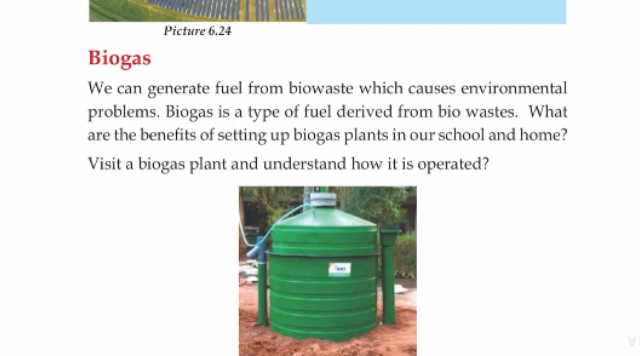 Picture 6.24
Biogas
We can generate fuel from biowaste which causes environmental
problems. Biogas is a type of fuel derived from bio wastes. What
are the benefits of setting up biogas plants in our school and home?
Visit a biogas plant and understand how it is operated?